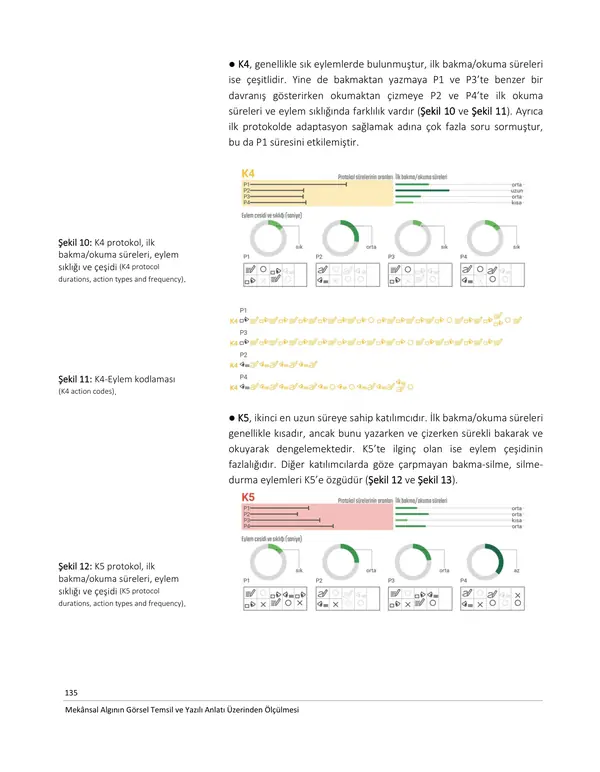 ● K4, genellikle sık eylemlerde bulunmuştur, ilk bakma/okuma süreleri
ise çeşitlidir. Yine de bakmaktan yazmaya P1 ve P3'te benzer bir
davranış gösterirken okumaktan çizmeye P2 ve P4'te ilk okuma
süreleri ve eylem sıklığında farklılık vardır (Şekil 10 ve Şekil 11). Ayrıca
ilk protokolde adaptasyon sağlamak adına çok fazla soru sormuştur,
bu da P1 süresini etkilemiştir.
K4
Protokol sürelerinin oranları
İlk bakma/okuma süreleri
P1
P2
P3
P4
orta
uzun
orta
kısa
Eylem çeşidi ve sıklığı (saniye)
sık
orta
sık
sık
P1
P2
P3
P4
Şekil 10: K4 protokol, ilk
bakma/okuma süreleri, eylem
sıklığı ve çeşidi (K4 protocol
durations, action types and frequency).
P1
K4
P3
K4
P2
K4
P4
K4
Şekil 11: K4-Eylem kodlaması
(K4 action codes).
● K5, ikinci en uzun süreye sahip katılımcıdır. İlk bakma/okuma süreleri
genellikle kısadır, ancak bunu yazarken ve çizerken sürekli bakarak ve
okuyarak dengelemektedir. K5'te ilginç olan ise eylem çeşidinin
fazlalığıdır. Diğer katılımcılarda göze çarpmayan bakma-silme, silme-
durma eylemleri K5'e özgüdür (Şekil 12 ve Şekil 13).
K5
Protokol sürelerinin oranları
İlk bakma/okuma süreleri
P1
P2
P3
P4
orta
orta
kısa
orta
Eylem çeşidi ve sıklığı (saniye)
sık
orta
orta
az
P1
P2
P3
P4
Şekil 12: K5 protokol, ilk
bakma/okuma süreleri, eylem
sıklığı ve çeşidi (K5 protocol
durations, action types and frequency).
135
Mekânsal Algının Görsel Temsil ve Yazılı Anlatı Üzerinden Ölçülmesi